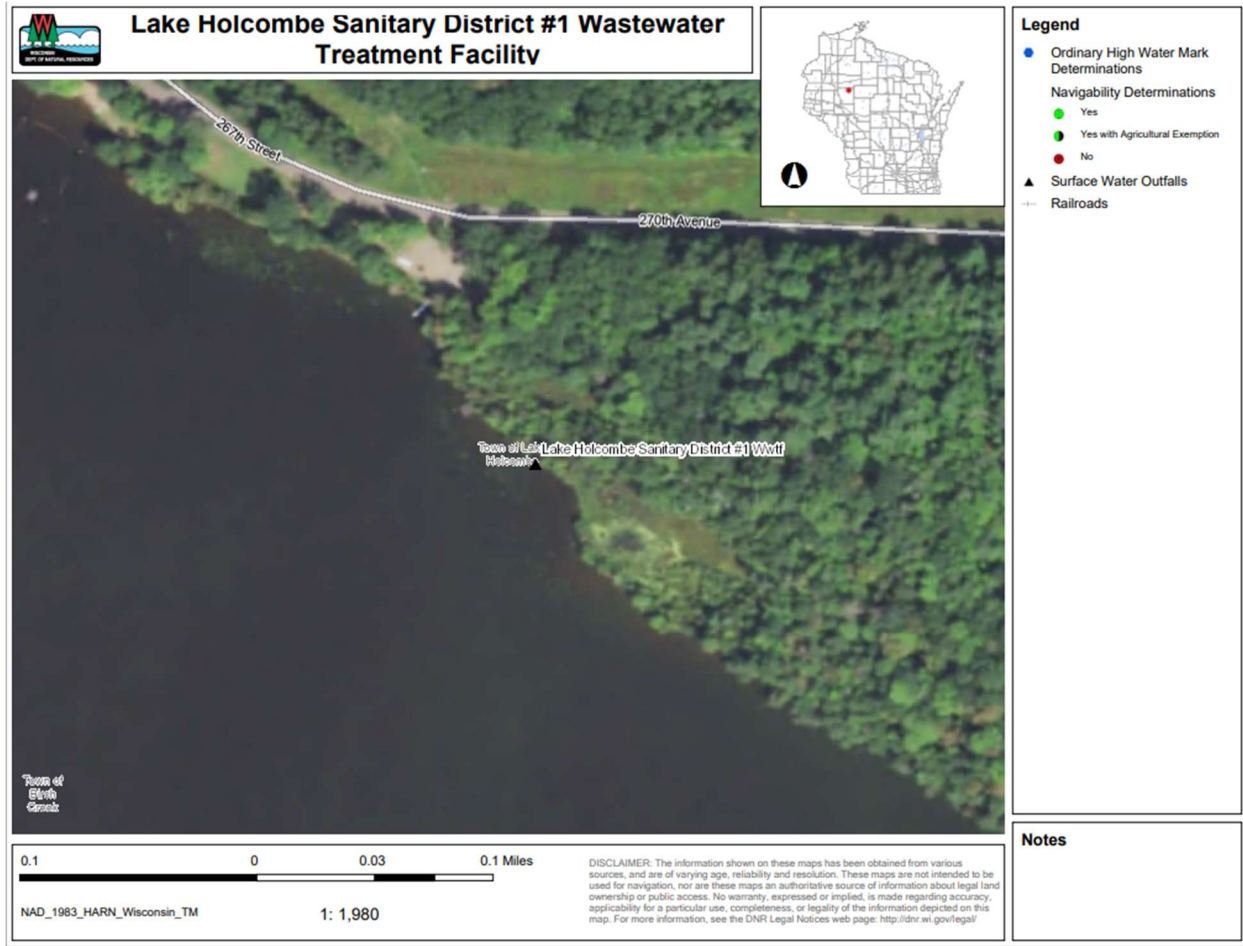 WISCONSIN
DEPT. OF NATURAL RESOURCES
Lake Holcombe Sanitary District #1 Wastewater
Treatment Facility
267th Street
270th Avenue
Town of Lak
Holcomb
Lake Holcombe Sanitary District #1 Wwtf
Town of
Birch
Creek
Legend
Ordinary High Water Mark
Determinations
Navigability Determinations
Yes
Yes with Agricultural Exemption
No
Surface Water Outfalls
Railroads
Notes
0.1 0 0.03 0.1 Miles
NAD_1983_HARN_Wisconsin_TM
1: 1,980
DISCLAIMER: The information shown on these maps has been obtained from various
sources, and are of varying age, reliability and resolution. These maps are not intended to be
used for navigation, nor are these maps an authoritative source of information about legal land
ownership or public access. No warranty, expressed or implied, is made regarding accuracy,
applicability for a particular use, completeness, or legality of the information depicted on this
map. For more information, see the DNR Legal Notices web page: http://dnr.wi.gov/legal/